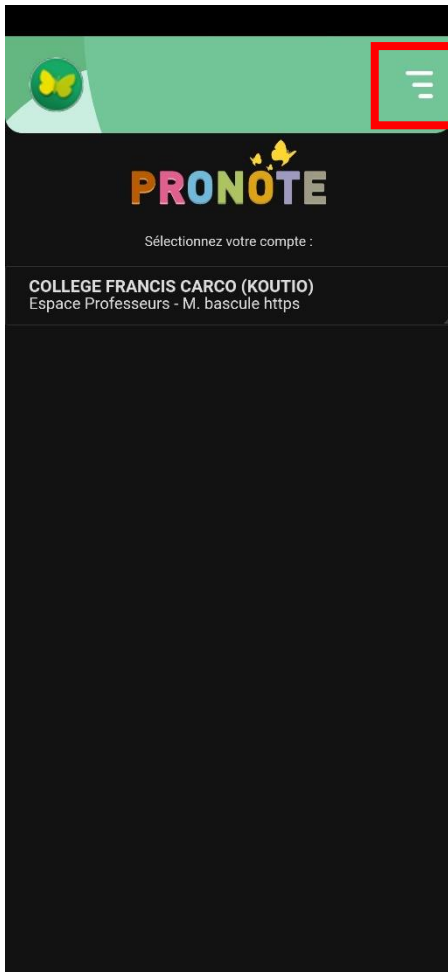 PRONOTE
Sélectionnez votre compte :
COLLEGE FRANCIS CARCO (KOUTIO)
Espace Professeurs - M. bascule https